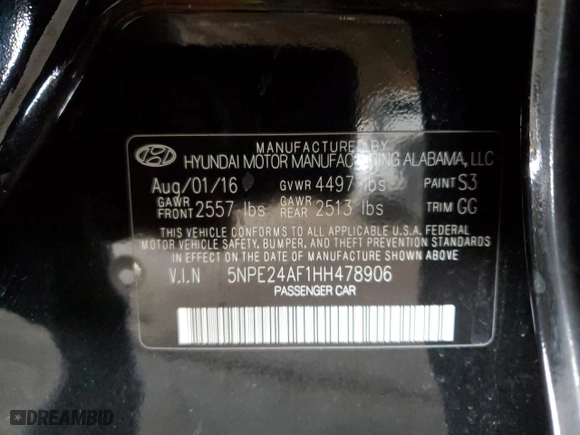 MANUFACTURED BY
HYUNDAI MOTOR MANUFACTURING ALABAMA, LLC
Aug/01/16 GVWR 4497 lbs PAINT S3
GAWR FRONT 2557 lbs GAWR REAR 2513 lbs TRIM GG
THIS VEHICLE CONFORMS TO ALL APPLICABLE U.S.A. FEDERAL
MOTOR VEHICLE SAFETY, BUMPER, AND THEFT PREVENTION STANDARDS
IN EFFECT ON THE DATE OF MANUFACTURE SHOWN ABOVE
V.I.N 5NPE24AF1HH478906
PASSENGER CAR
DREAMBID